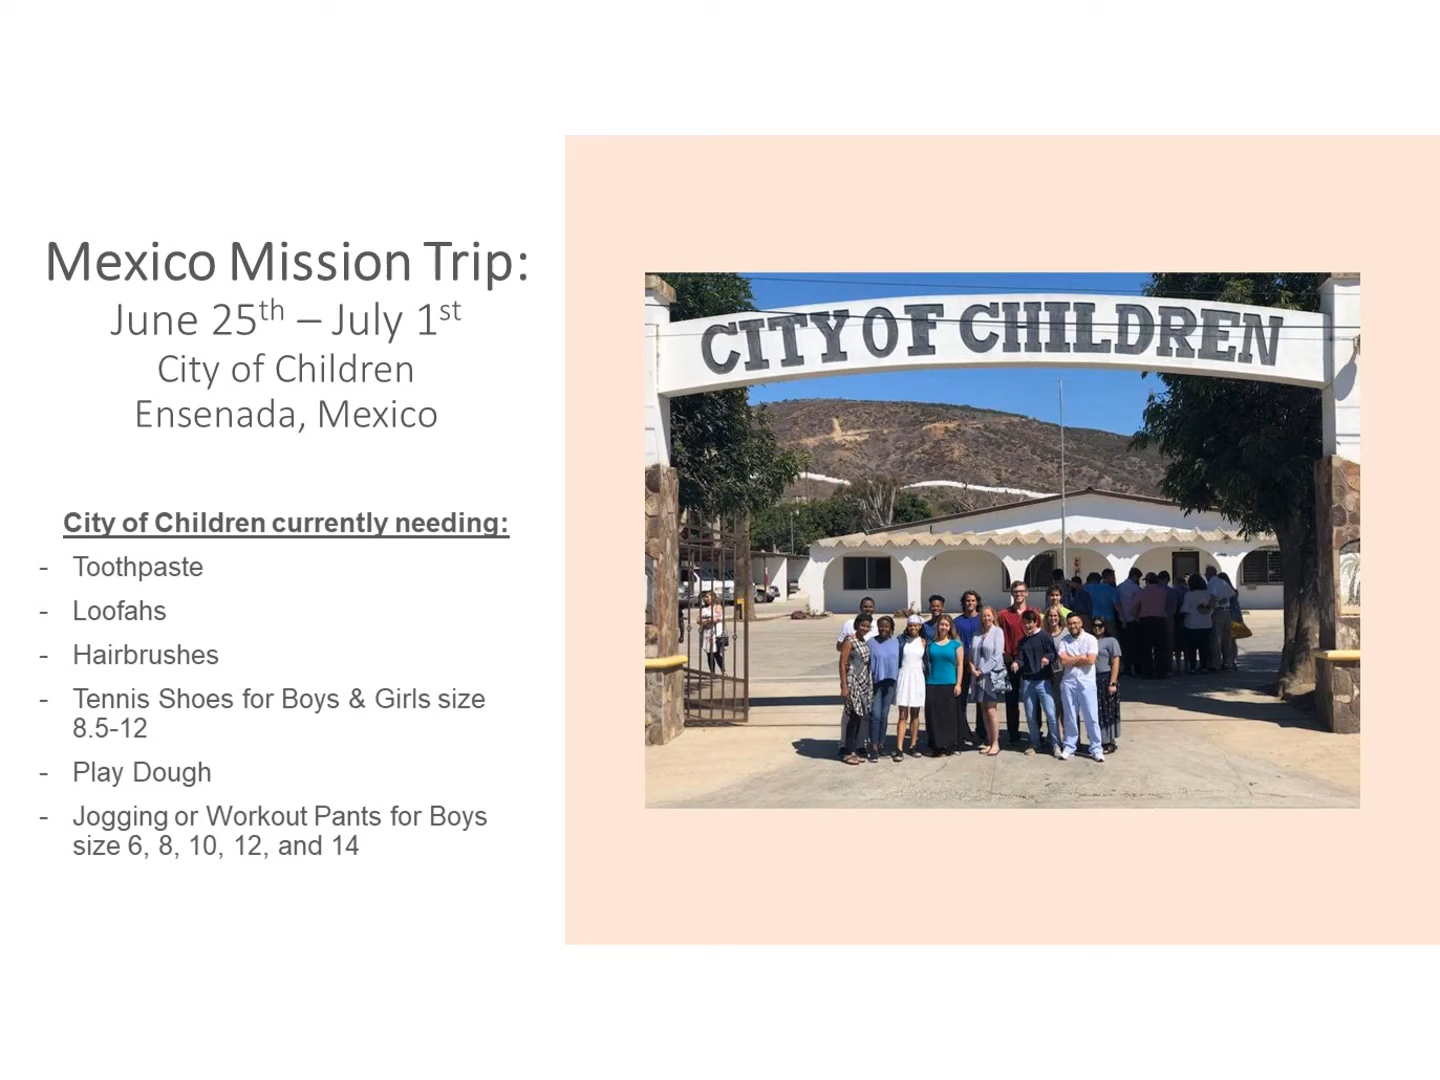 Mexico Mission Trip:
June 25th – July 1st
City of Children
Ensenada, Mexico
City of Children currently needing:
- Toothpaste
- Loofahs
- Hairbrushes
- Tennis Shoes for Boys & Girls size
8.5-12
- Play Dough
- Jogging or Workout Pants for Boys
size 6, 8, 10, 12, and 14
CITY OF CHILDREN